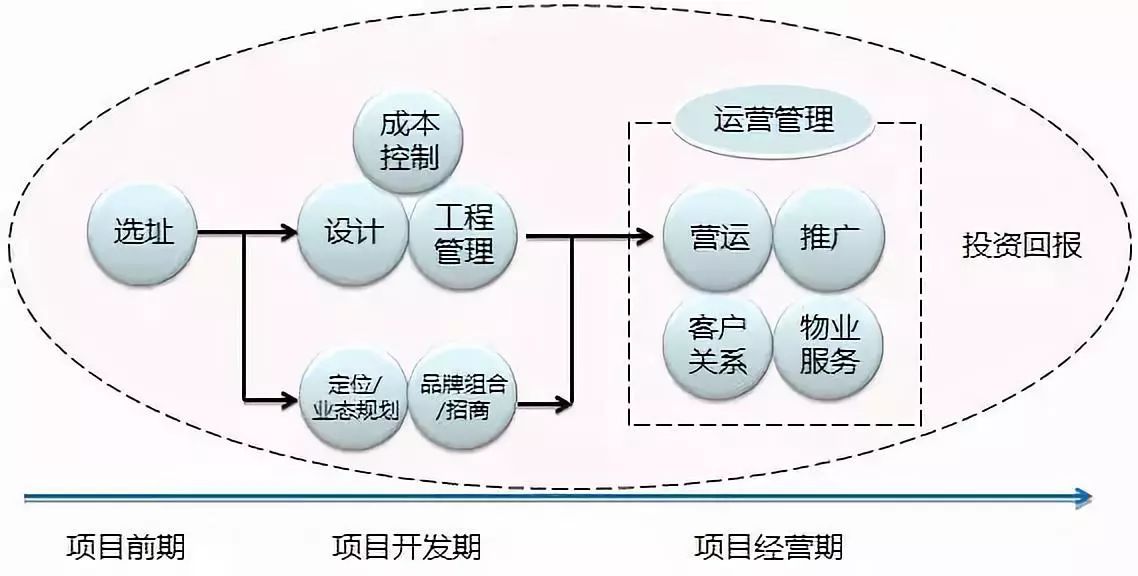 成本
控制
运营管理
选址
设计
工程
管理
营运
推广
投资回报
客户
关系
物业
服务
定位/
业态规划
品牌组合
/招商
项目前期
项目开发期
项目经营期